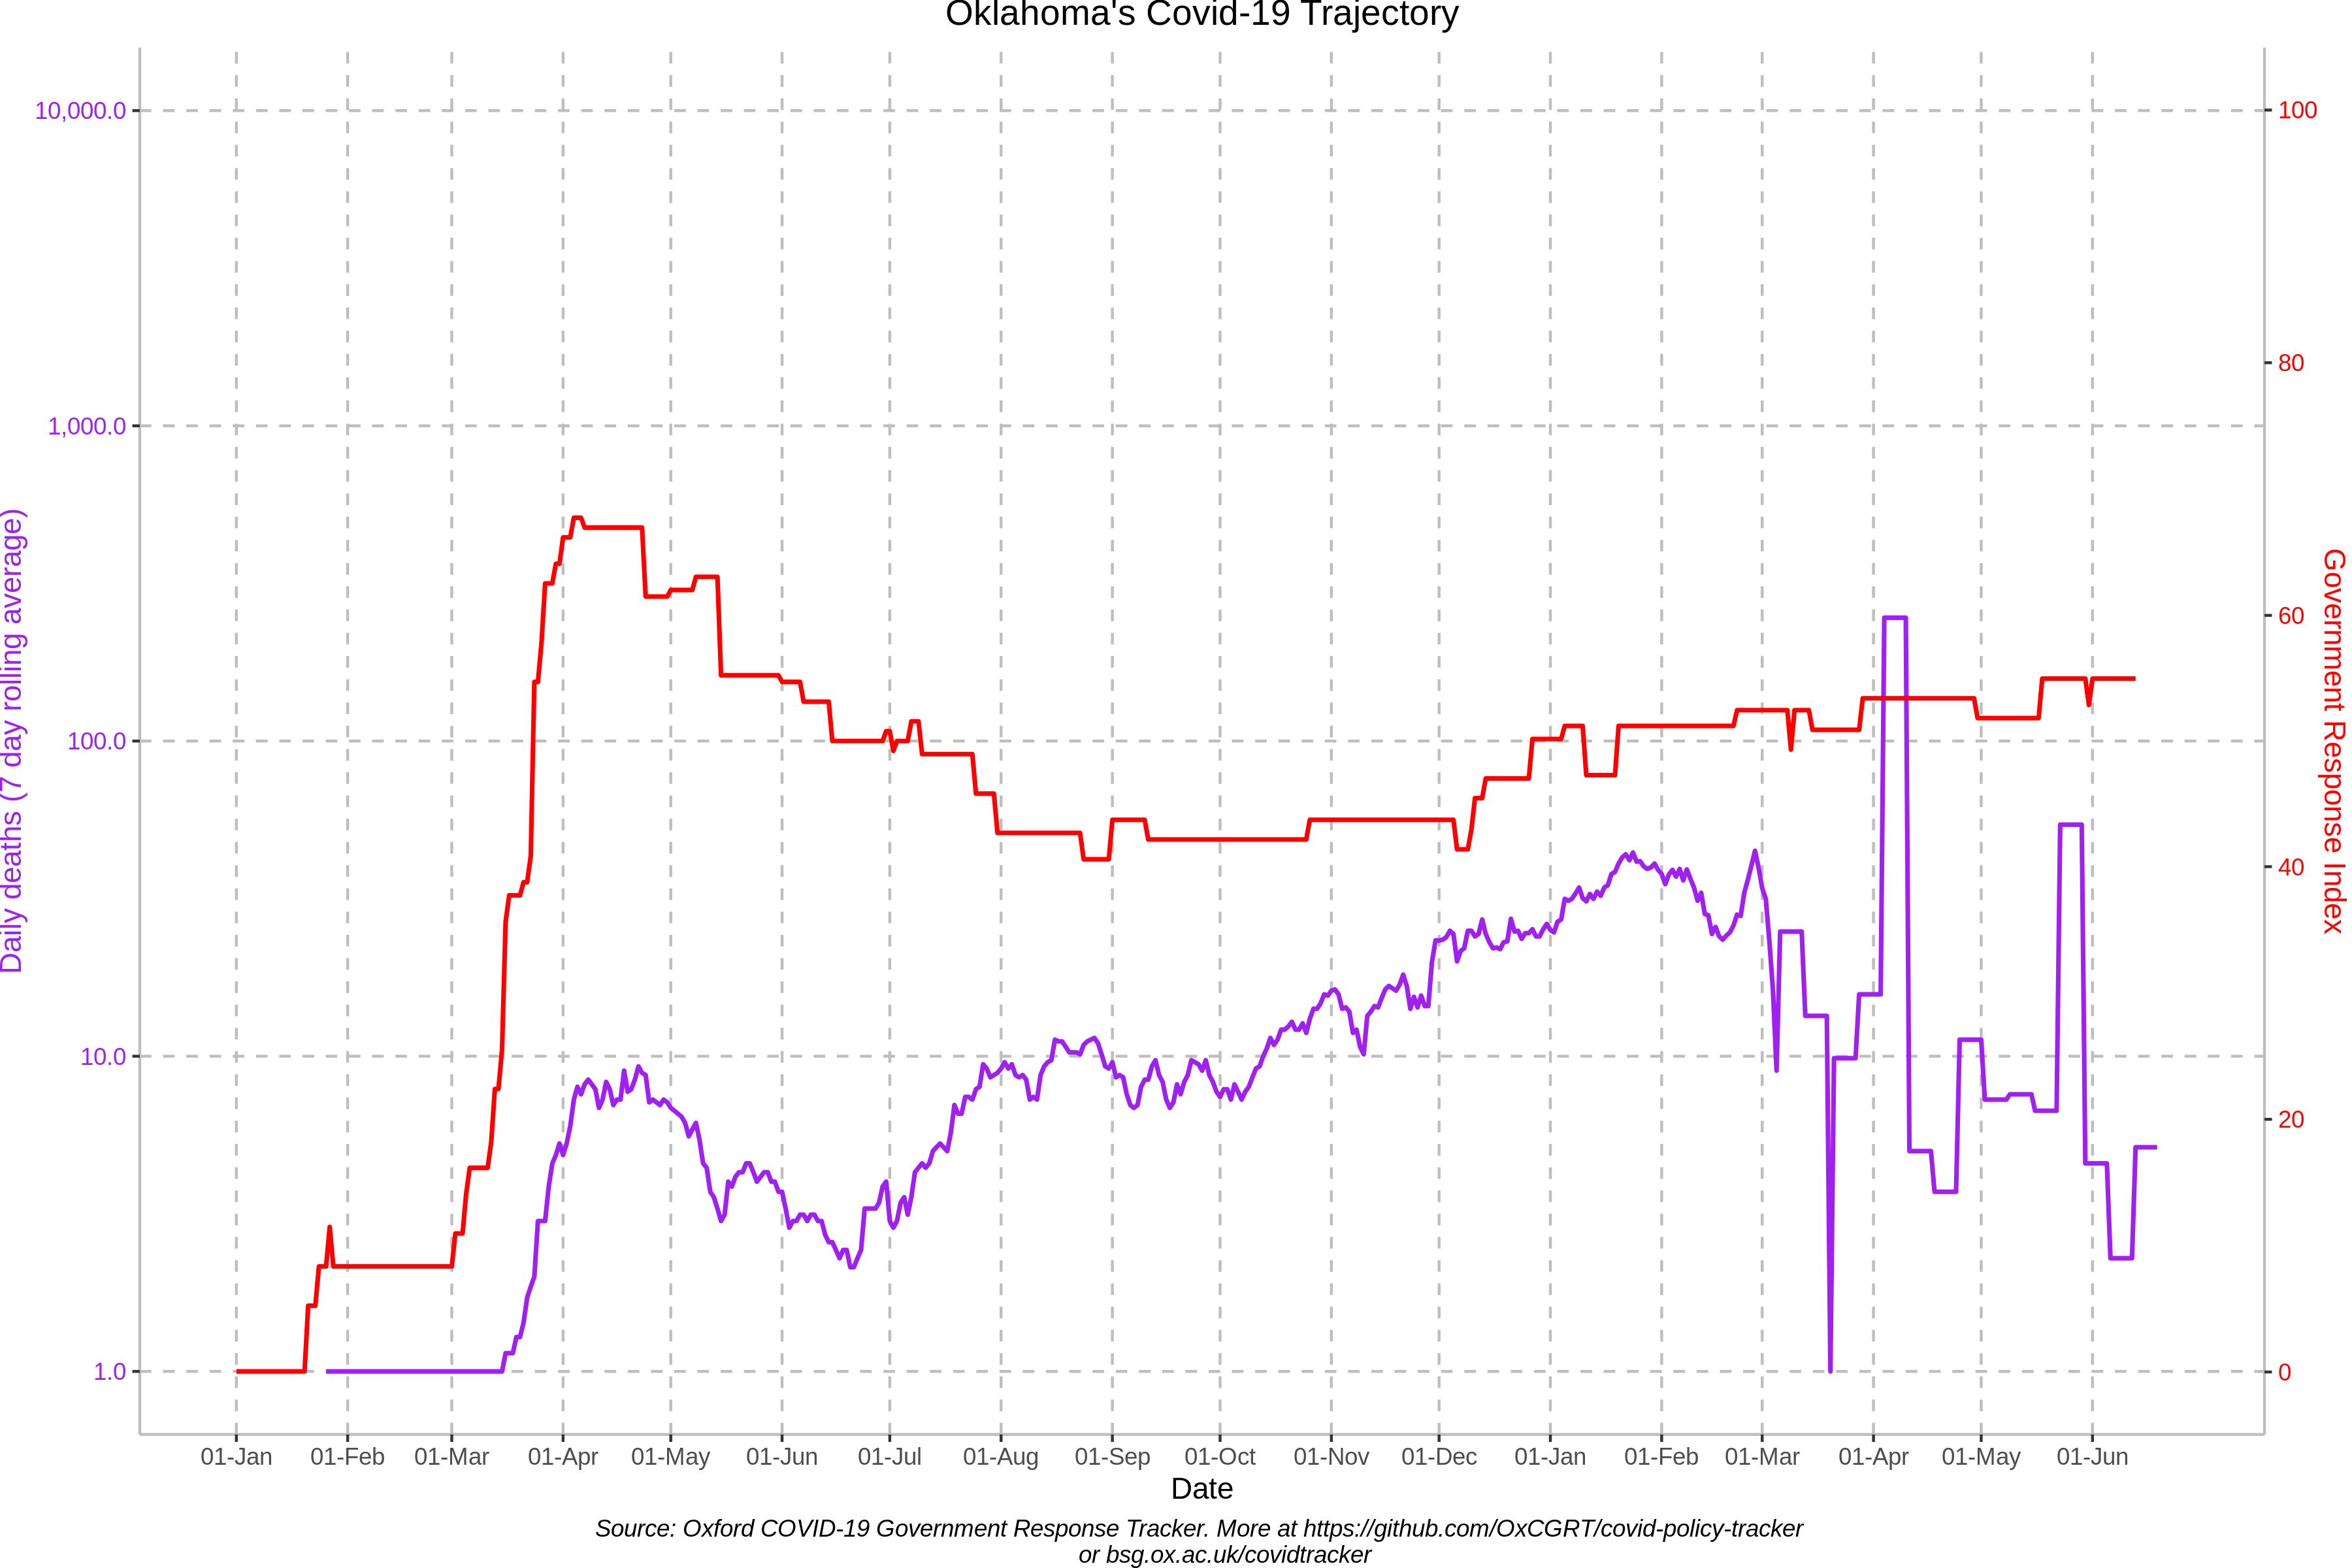 Oklahoma's Covid-19 Trajectory
10,000.0
1,000.0
100.0
10.0
1.0
Daily deaths (7 day rolling average)
100
80
60
40
20
0
Government Response Index
01-Jan 01-Feb 01-Mar 01-Apr 01-May 01-Jun 01-Jul 01-Aug 01-Sep 01-Oct 01-Nov 01-Dec 01-Jan 01-Feb 01-Mar 01-Apr 01-May 01-Jun
Date
Source: Oxford COVID-19 Government Response Tracker. More at https://github.com/OxCGRT/covid-policy-tracker
or bsg.ox.ac.uk/covidtracker